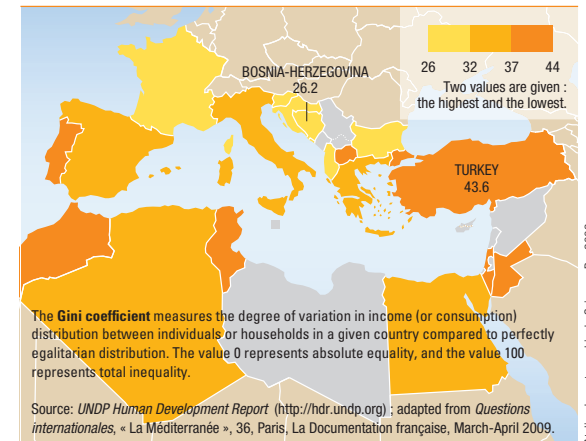 26 32 37 44
Two values are given :
the highest and the lowest.
BOSNIA-HERZEGOVINA
26.2
TURKEY
43.6
The Gini coefficient measures the degree of variation in income (or consumption)
distribution between individuals or households in a given country compared to perfectly
egalitarian distribution. The value 0 represents absolute equality, and the value 100
represents total inequality.
Source: UNDP Human Development Report (http://hdr.undp.org) ; adapted from Questions
internationales, « La Méditerranée », 36, Paris, La Documentation française, March-April 2009.